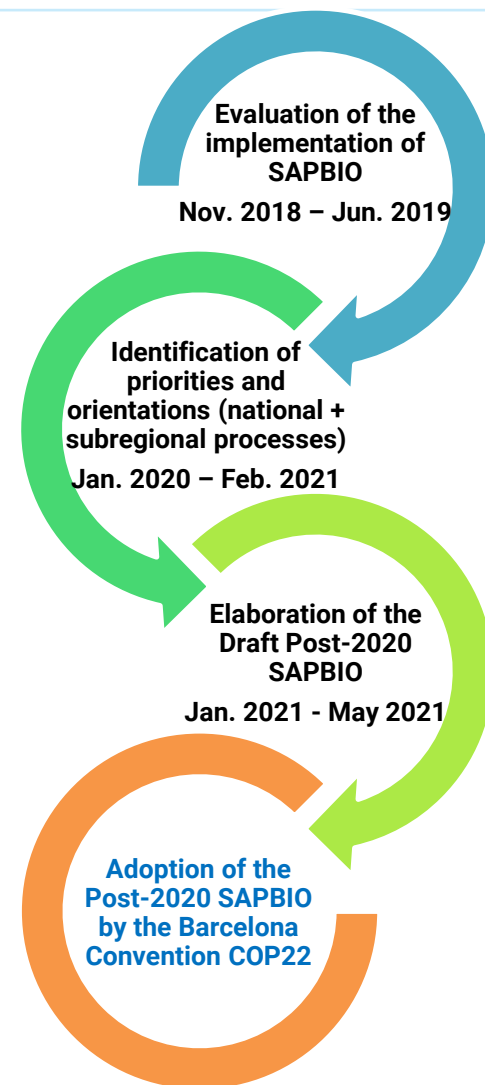 Evaluation of the
implementation of
SAPBIO
Nov. 2018 – Jun. 2019
Identification of
priorities and
orientations (national +
subregional processes)
Jan. 2020 – Feb. 2021
Elaboration of the
Draft Post-2020
SAPBIO
Jan. 2021 - May 2021
Adoption of the
Post-2020 SAPBIO
by the Barcelona
Convention COP22